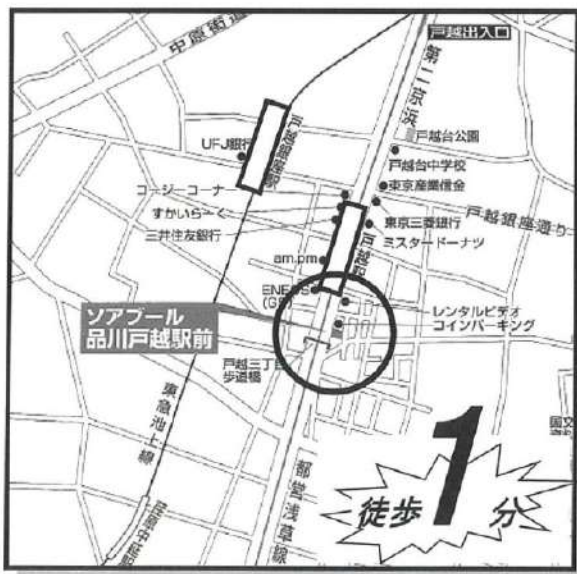 中原街道
戸越出入口
第二京浜
戸越銀座駅
UFJ銀行
戸越台公園
戸越台中学校
コージーコーナー
東京産業信金
すかいらーく
戸越銀座通り
三井住友銀行
東京三菱銀行
ミスタードーナツ
戸越駅
am.pm
ENEOS
(GS)
ソアブール
品川戸越駅前
レンタルビデオ
コインパーキング
戸越三丁目
歩道橋
東急池上線
都営浅草線
荏原中延駅
国文
徒歩1分